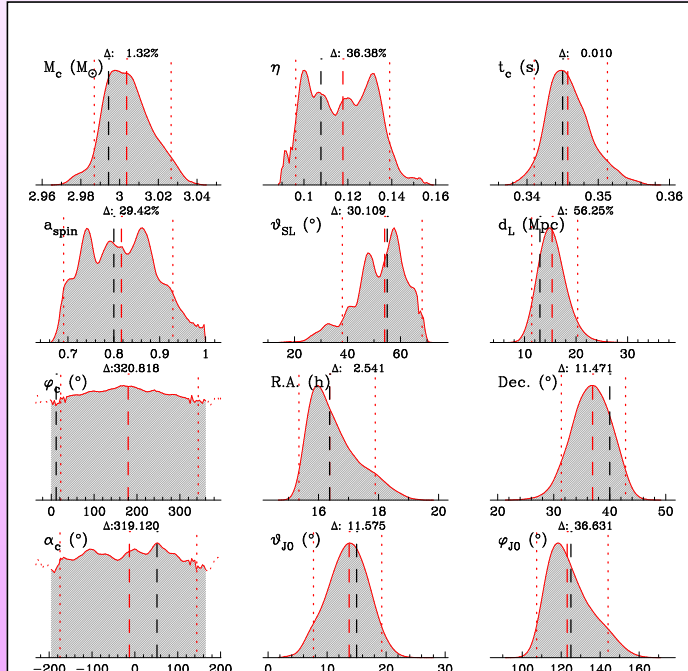 Δ: 1.32% Δ: 36.38% Δ: 0.010
M_c (M_⊙) η t_c (s)
2.96 2.98 3 3.02 3.04 0.1 0.12 0.14 0.16 0.34 0.35 0.36
Δ: 29.42% Δ: 30.109 Δ: 56.25%
a_spin ϑ_SL (°) d_L (Mpc)
0.7 0.8 0.9 1 20 40 60 10 20 30
Δ:320.818 Δ: 2.541 Δ: 11.471
φ_c (°) R.A. (h) Dec. (°)
0 100 200 300 16 18 20 20 30 40 50
Δ:319.120 Δ: 11.575 Δ: 36.631
α_c (°) ϑ_J0 (°) φ_J0 (°)
−200 −100 0 100 200 0 10 20 30 100 120 140 160